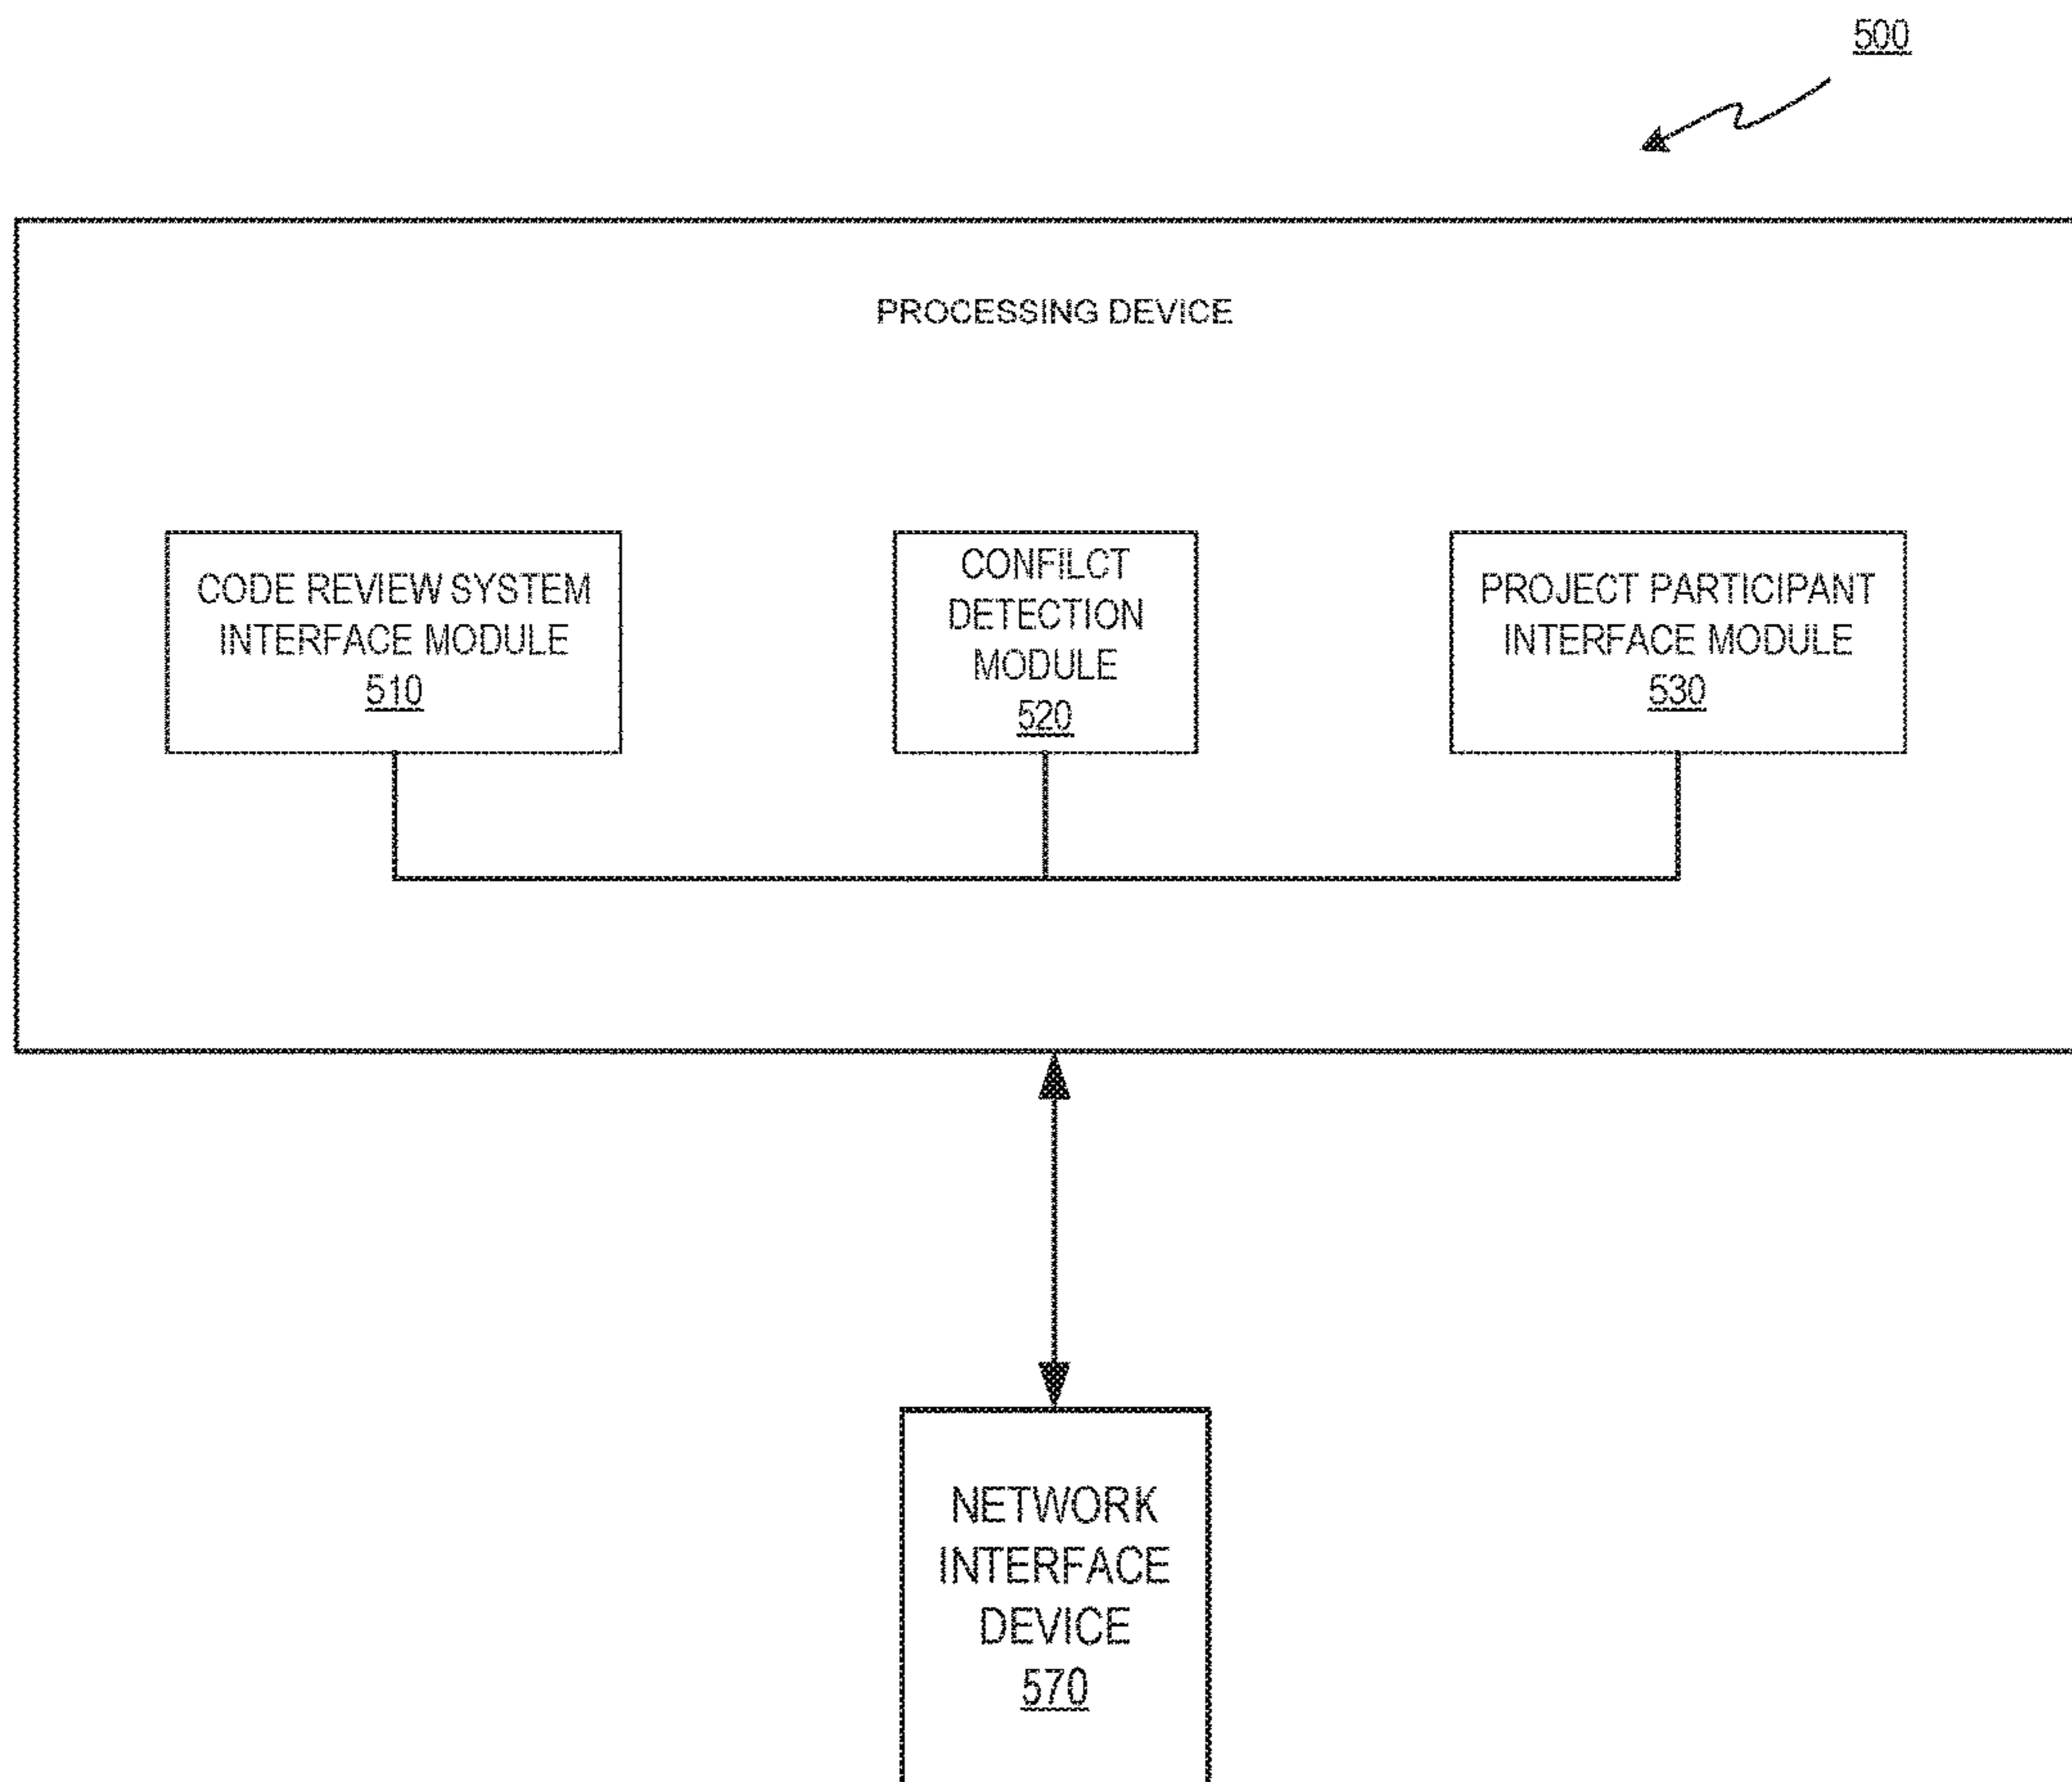 500
PROCESSING DEVICE
CODE REVIEW SYSTEM
INTERFACE MODULE
510
CONFILCT
DETECTION
MODULE
520
PROJECT PARTICIPANT
INTERFACE MODULE
530
NETWORK
INTERFACE
DEVICE
570